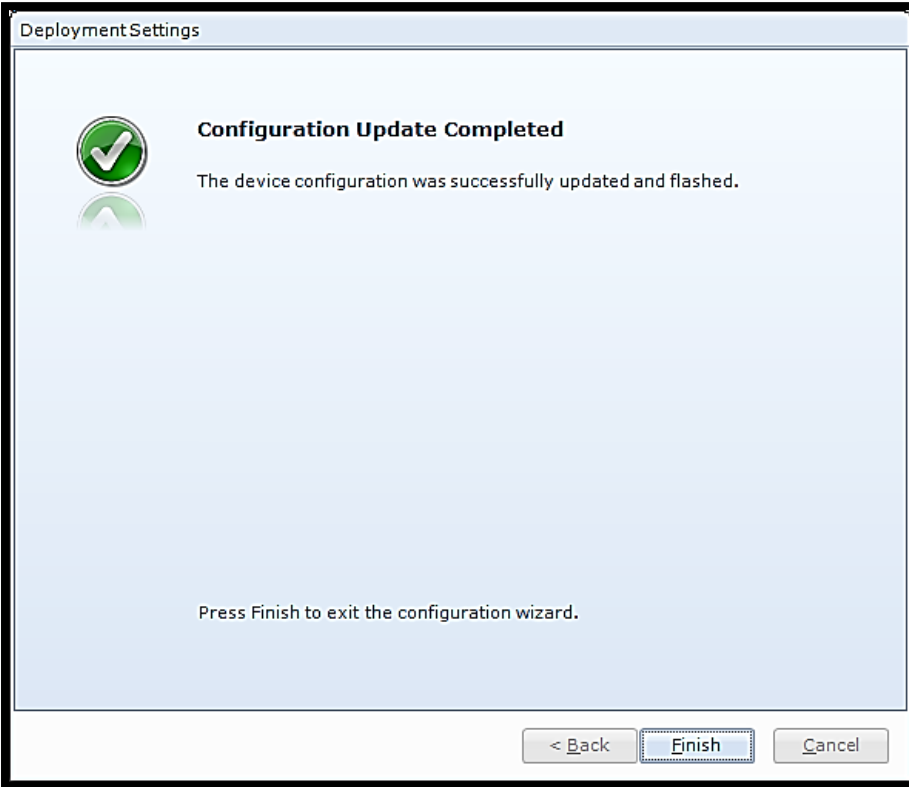 Deployment Settings
Configuration Update Completed
The device configuration was successfully updated and flashed.
Press Finish to exit the configuration wizard.
< Back Finish Cancel